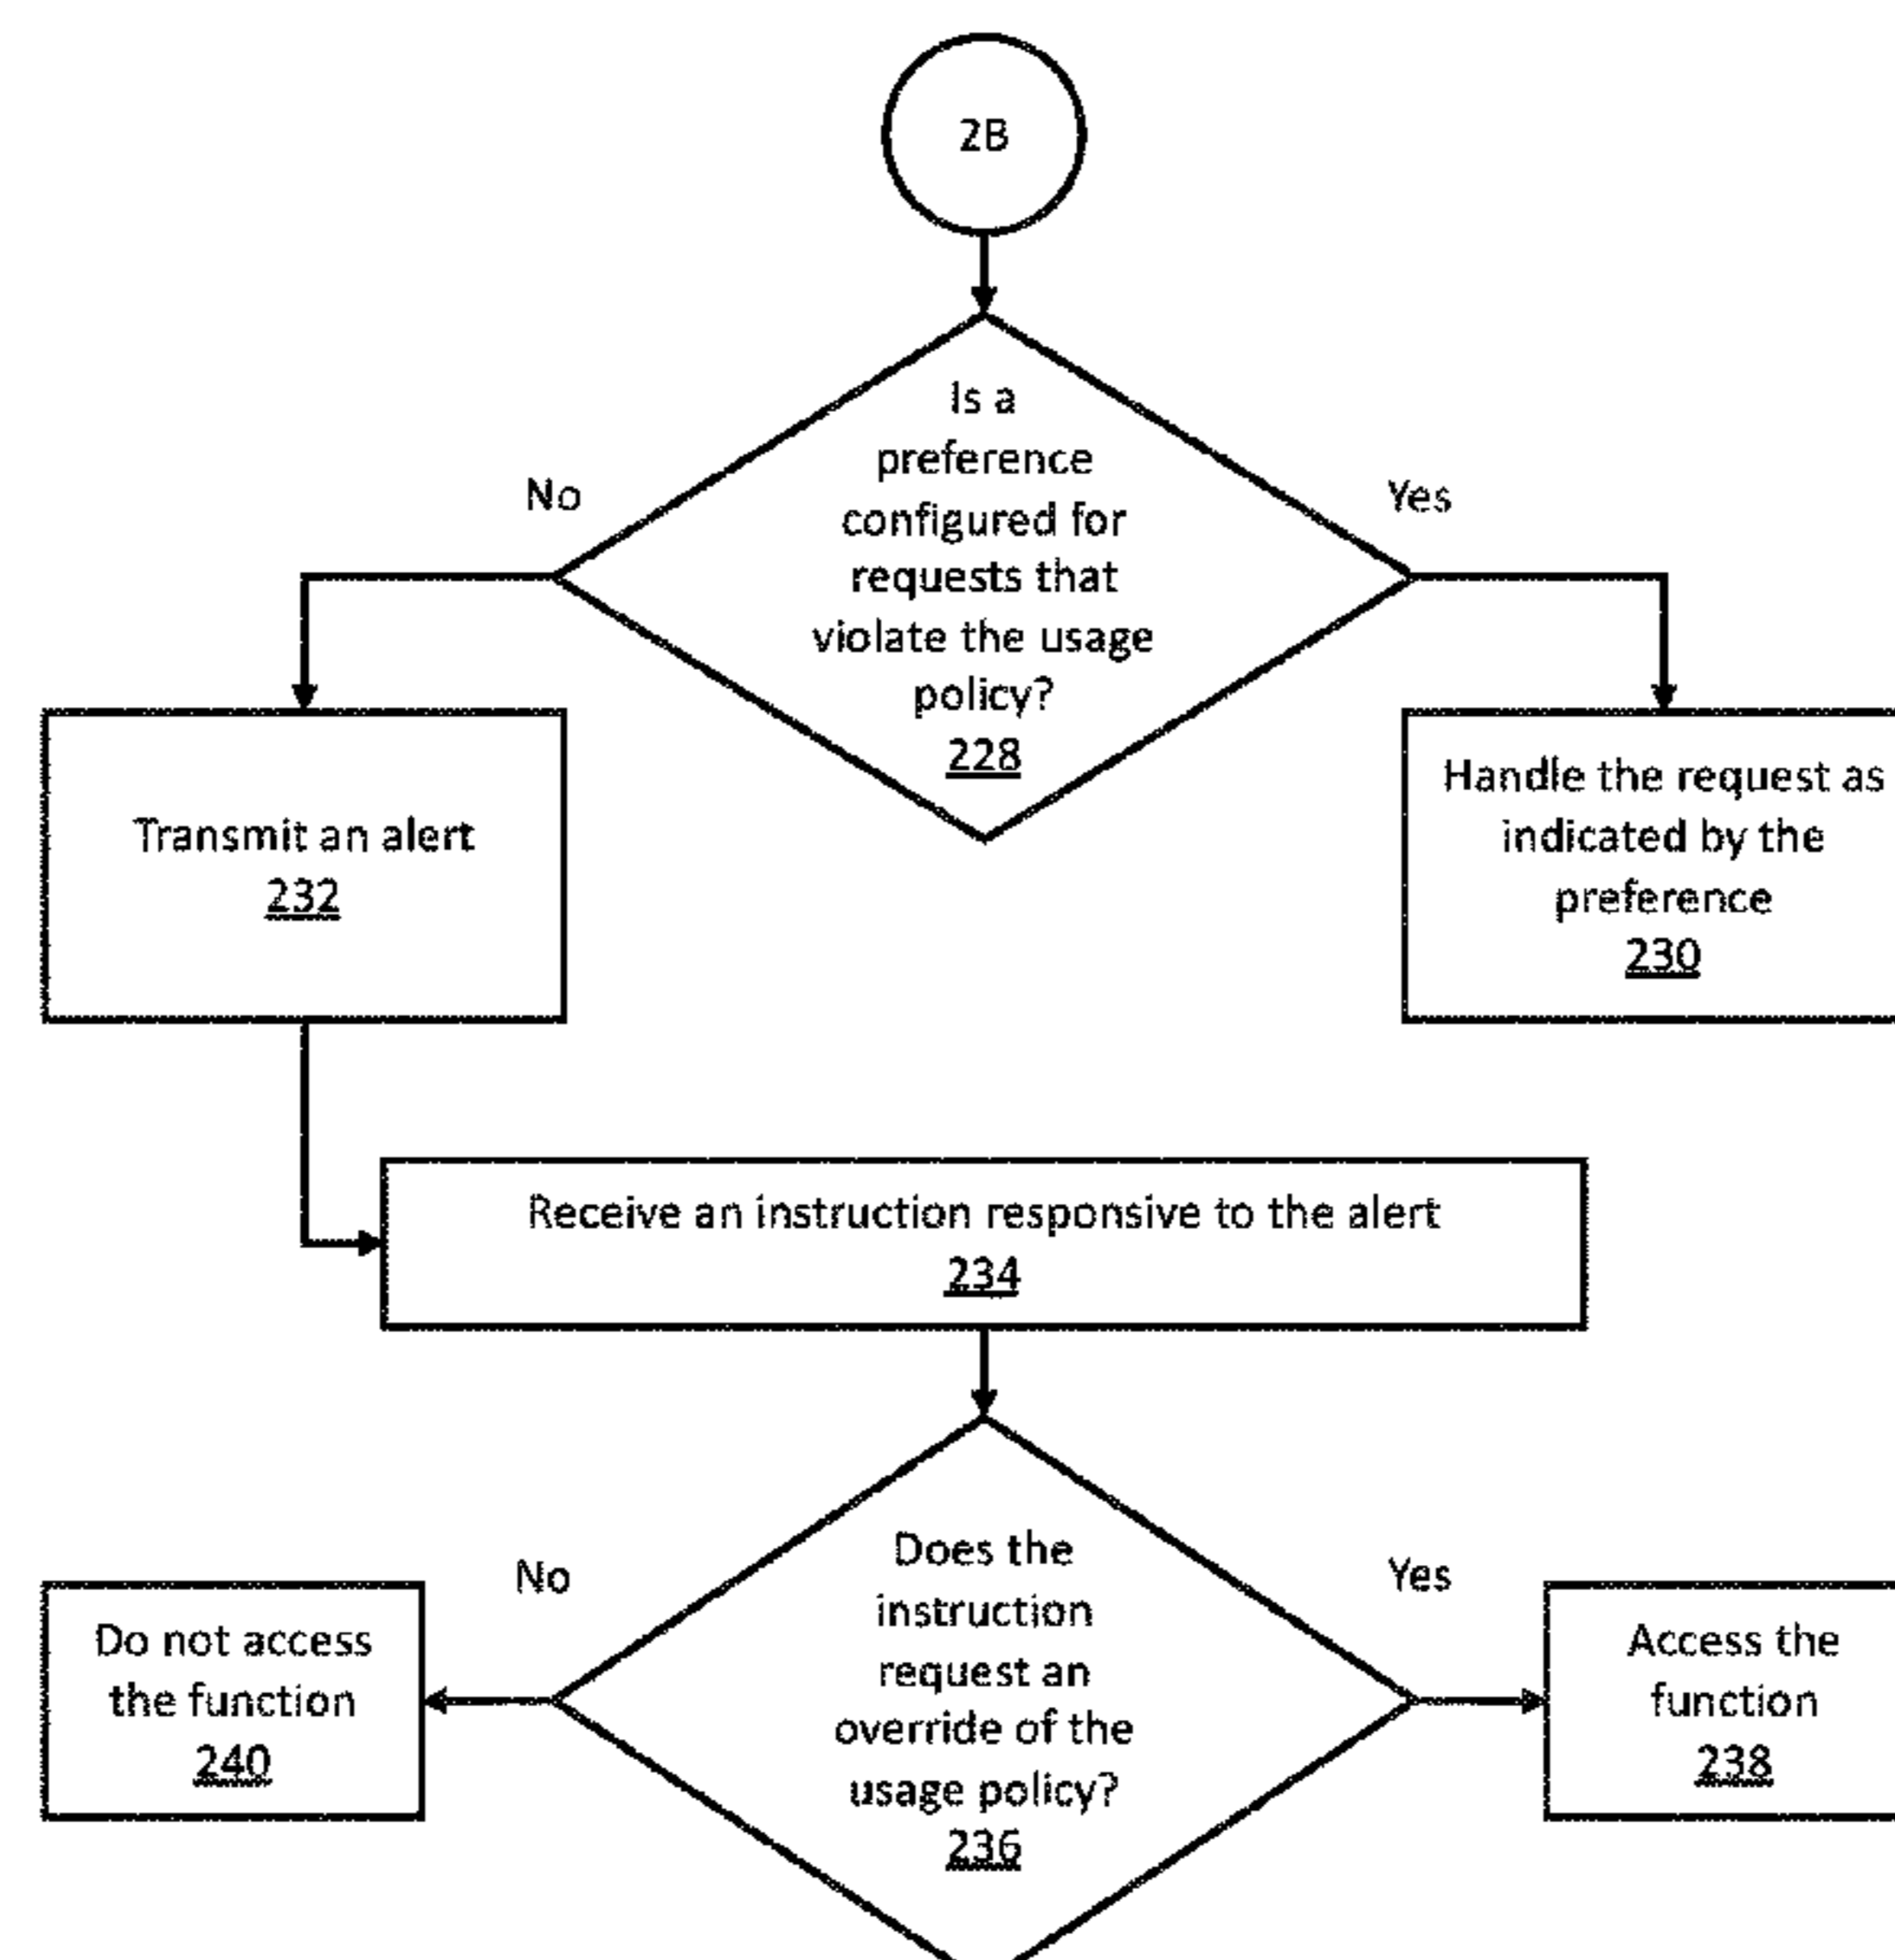 2B
Is a
preference
configured for
requests that
violate the usage
policy?
228
No
Yes
Transmit an alert
232
Handle the request as
indicated by the
preference
230
Receive an instruction responsive to the alert
234
Does the
instruction
request an
override of the
usage policy?
236
No
Yes
Do not access
the function
240
Access the
function
238